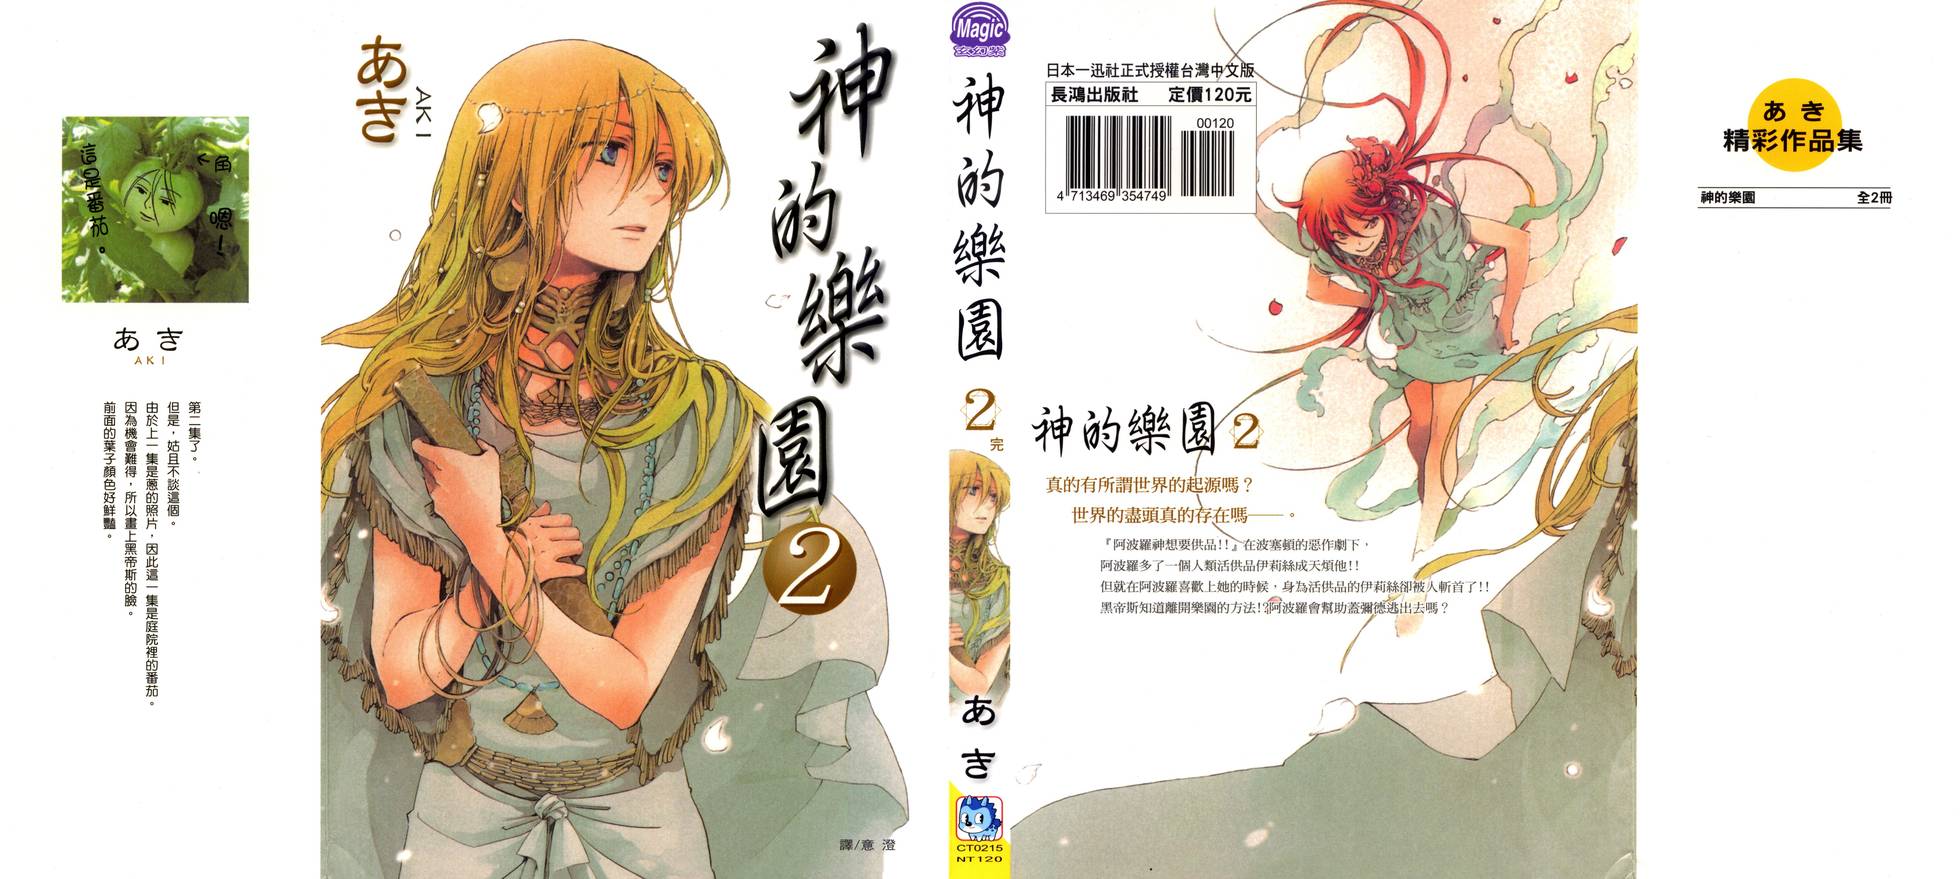 這是番茄。
←角
嗯！
あき
AKI
第二集了。
但是，姑且不談這個。
由於上一集是蔥的照片，因此這一集是庭院裡的番茄。
因為機會難得，所以畫上黑帝斯的臉。
前面的葉子顏色好鮮豔。
あき
AKI
神的樂園
2
譯/意 澄
Magic
玄幻紫
神的樂園
2
完
あき
CT0215
NT120
日本一迅社正式授權台灣中文版
長鴻出版社 定價120元
00120
4 713469 354749
神的樂園 2
真的有所謂世界的起源嗎？
世界的盡頭真的存在嗎——。
『阿波羅神想要供品!!』在波塞頓的惡作劇下，
阿波羅多了一個人類活供品伊莉絲成天煩他!!
但就在阿波羅喜歡上她的時候，身為活供品的伊莉絲卻被人斬首了!!
黑帝斯知道離開樂園的方法!?阿波羅會幫助蓋彌德逃出去嗎？
あき
精彩作品集
神的樂園 全2冊